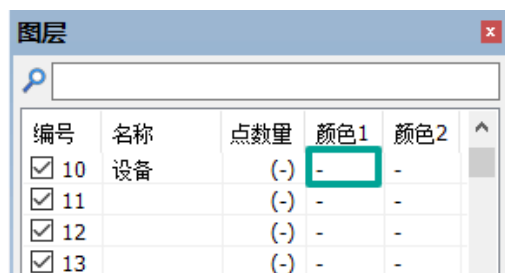 图层
编号 名称 点数量 颜色1 颜色2
10 设备 (-) - -
11 (-) - -
12 (-) - -
13 (-) - -